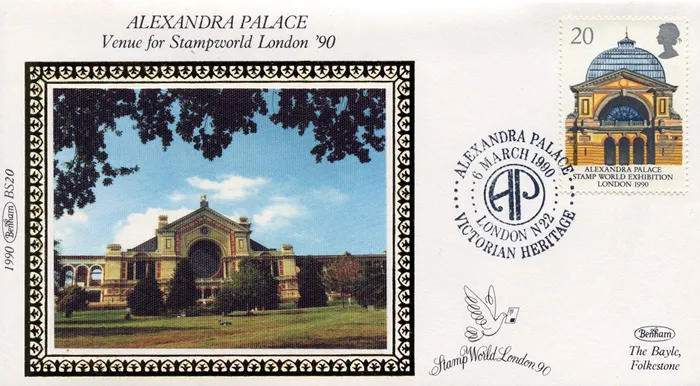 ALEXANDRA PALACE
Venue for Stampworld London '90
1990 Benham BS20
20
ALEXANDRA PALACE
STAMP WORLD EXHIBITION
LONDON 1990
ALEXANDRA PALACE
6 MARCH 1990
AP
LONDON N22
VICTORIAN HERITAGE
Stamp World London 90
Benham
The Bayle,
Folkestone